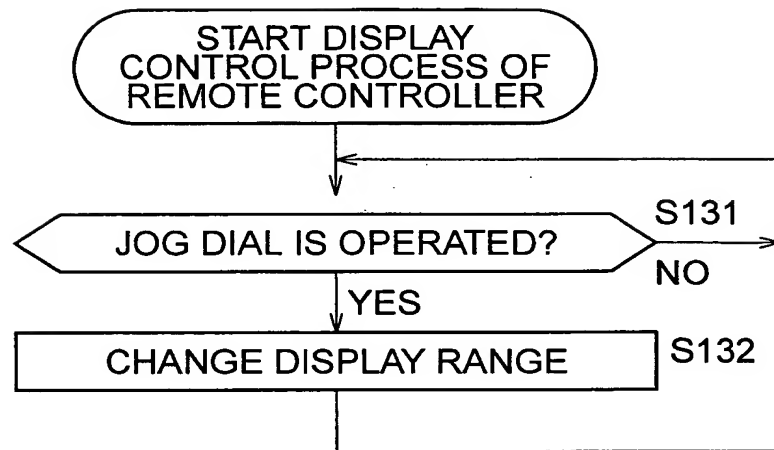 START DISPLAY
CONTROL PROCESS OF
REMOTE CONTROLLER
JOG DIAL IS OPERATED?
S131
NO
YES
CHANGE DISPLAY RANGE
S132